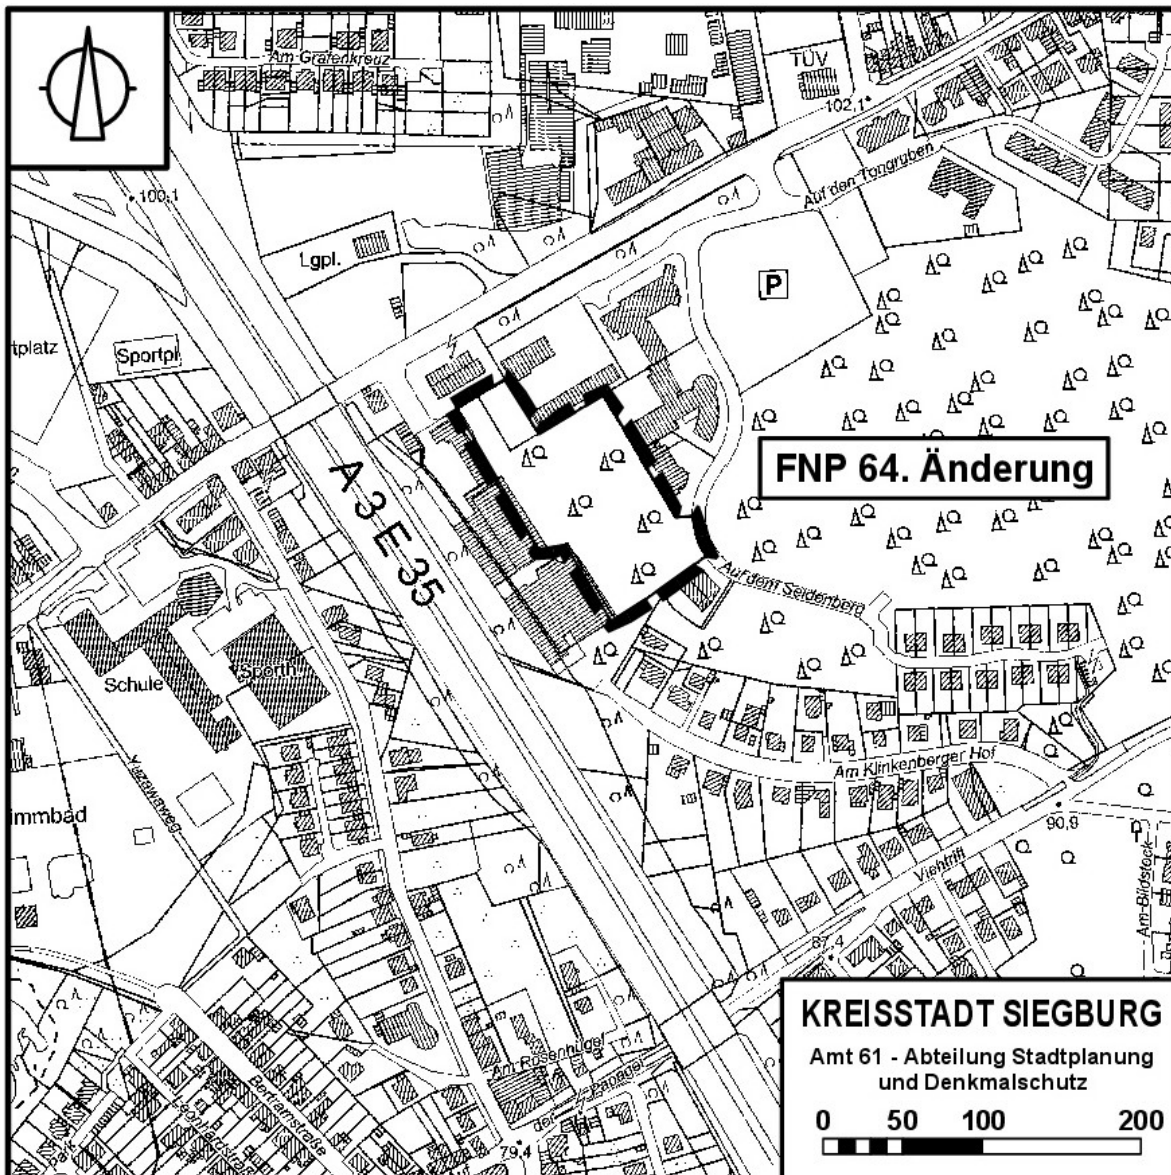 Am Grafenkreuz
TÜV
102,1
100,1
Auf den Tongruben
Lgpl.
P
tplatz
Sportpl.
FNP 64. Änderung
A 3 E 35
Auf dem Seidenberg
Schule
Sporth.
Am Klinkenberger Hof
immbad
90,8
Viehtrift
Am Bildstock
87,4
KREISSTADT SIEGBURG
Amt 61 - Abteilung Stadtplanung
und Denkmalschutz
0 50 100 200
Am Rosenhügel
Bertramstraße
79,4